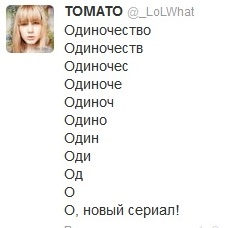 TOMATO @_LoLWhat
Одиночество
Одиночеств
Одиночес
Одиноче
Одиноч
Одино
Один
Оди
Од
О
О, новый сериал!